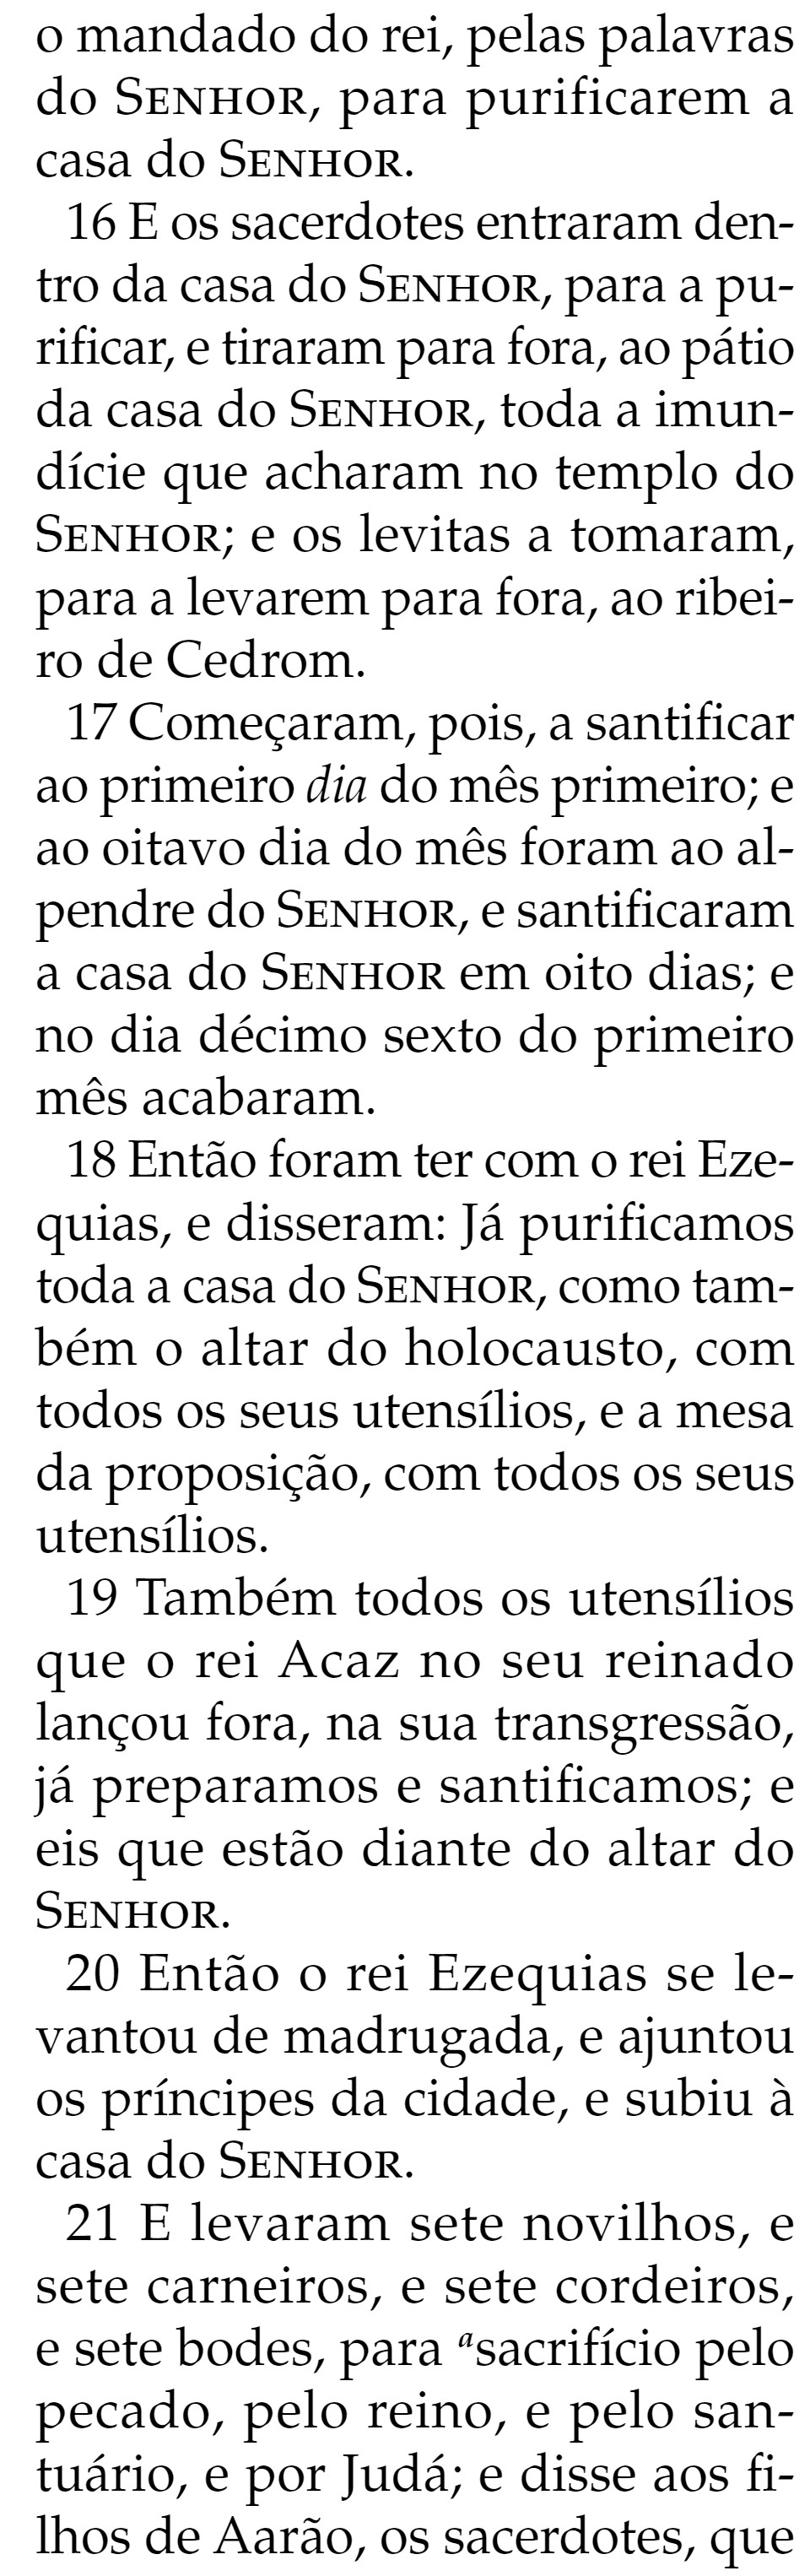 o mandado do rei, pelas palavras
do SENHOR, para purificarem a
casa do SENHOR.
16 E os sacerdotes entraram den-
tro da casa do SENHOR, para a pu-
rificar, e tiraram para fora, ao pátio
da casa do SENHOR, toda a imun-
dície que acharam no templo do
SENHOR; e os levitas a tomaram,
para a levarem para fora, ao ribei-
ro de Cedrom.
17 Começaram, pois, a santificar
ao primeiro dia do mês primeiro; e
ao oitavo dia do mês foram ao al-
pendre do SENHOR, e santificaram
a casa do SENHOR em oito dias; e
no dia décimo sexto do primeiro
mês acabaram.
18 Então foram ter com o rei Eze-
quias, e disseram: Já purificamos
toda a casa do SENHOR, como tam-
bém o altar do holocausto, com
todos os seus utensílios, e a mesa
da proposição, com todos os seus
utensílios.
19 Também todos os utensílios
que o rei Acaz no seu reinado
lançou fora, na sua transgressão,
já preparamos e santificamos; e
eis que estão diante do altar do
SENHOR.
20 Então o rei Ezequias se le-
vantou de madrugada, e ajuntou
os príncipes da cidade, e subiu à
casa do SENHOR.
21 E levaram sete novilhos, e
sete carneiros, e sete cordeiros,
e sete bodes, para ᵃsacrifício pelo
pecado, pelo reino, e pelo san-
tuário, e por Judá; e disse aos fi-
lhos de Aarão, os sacerdotes, que